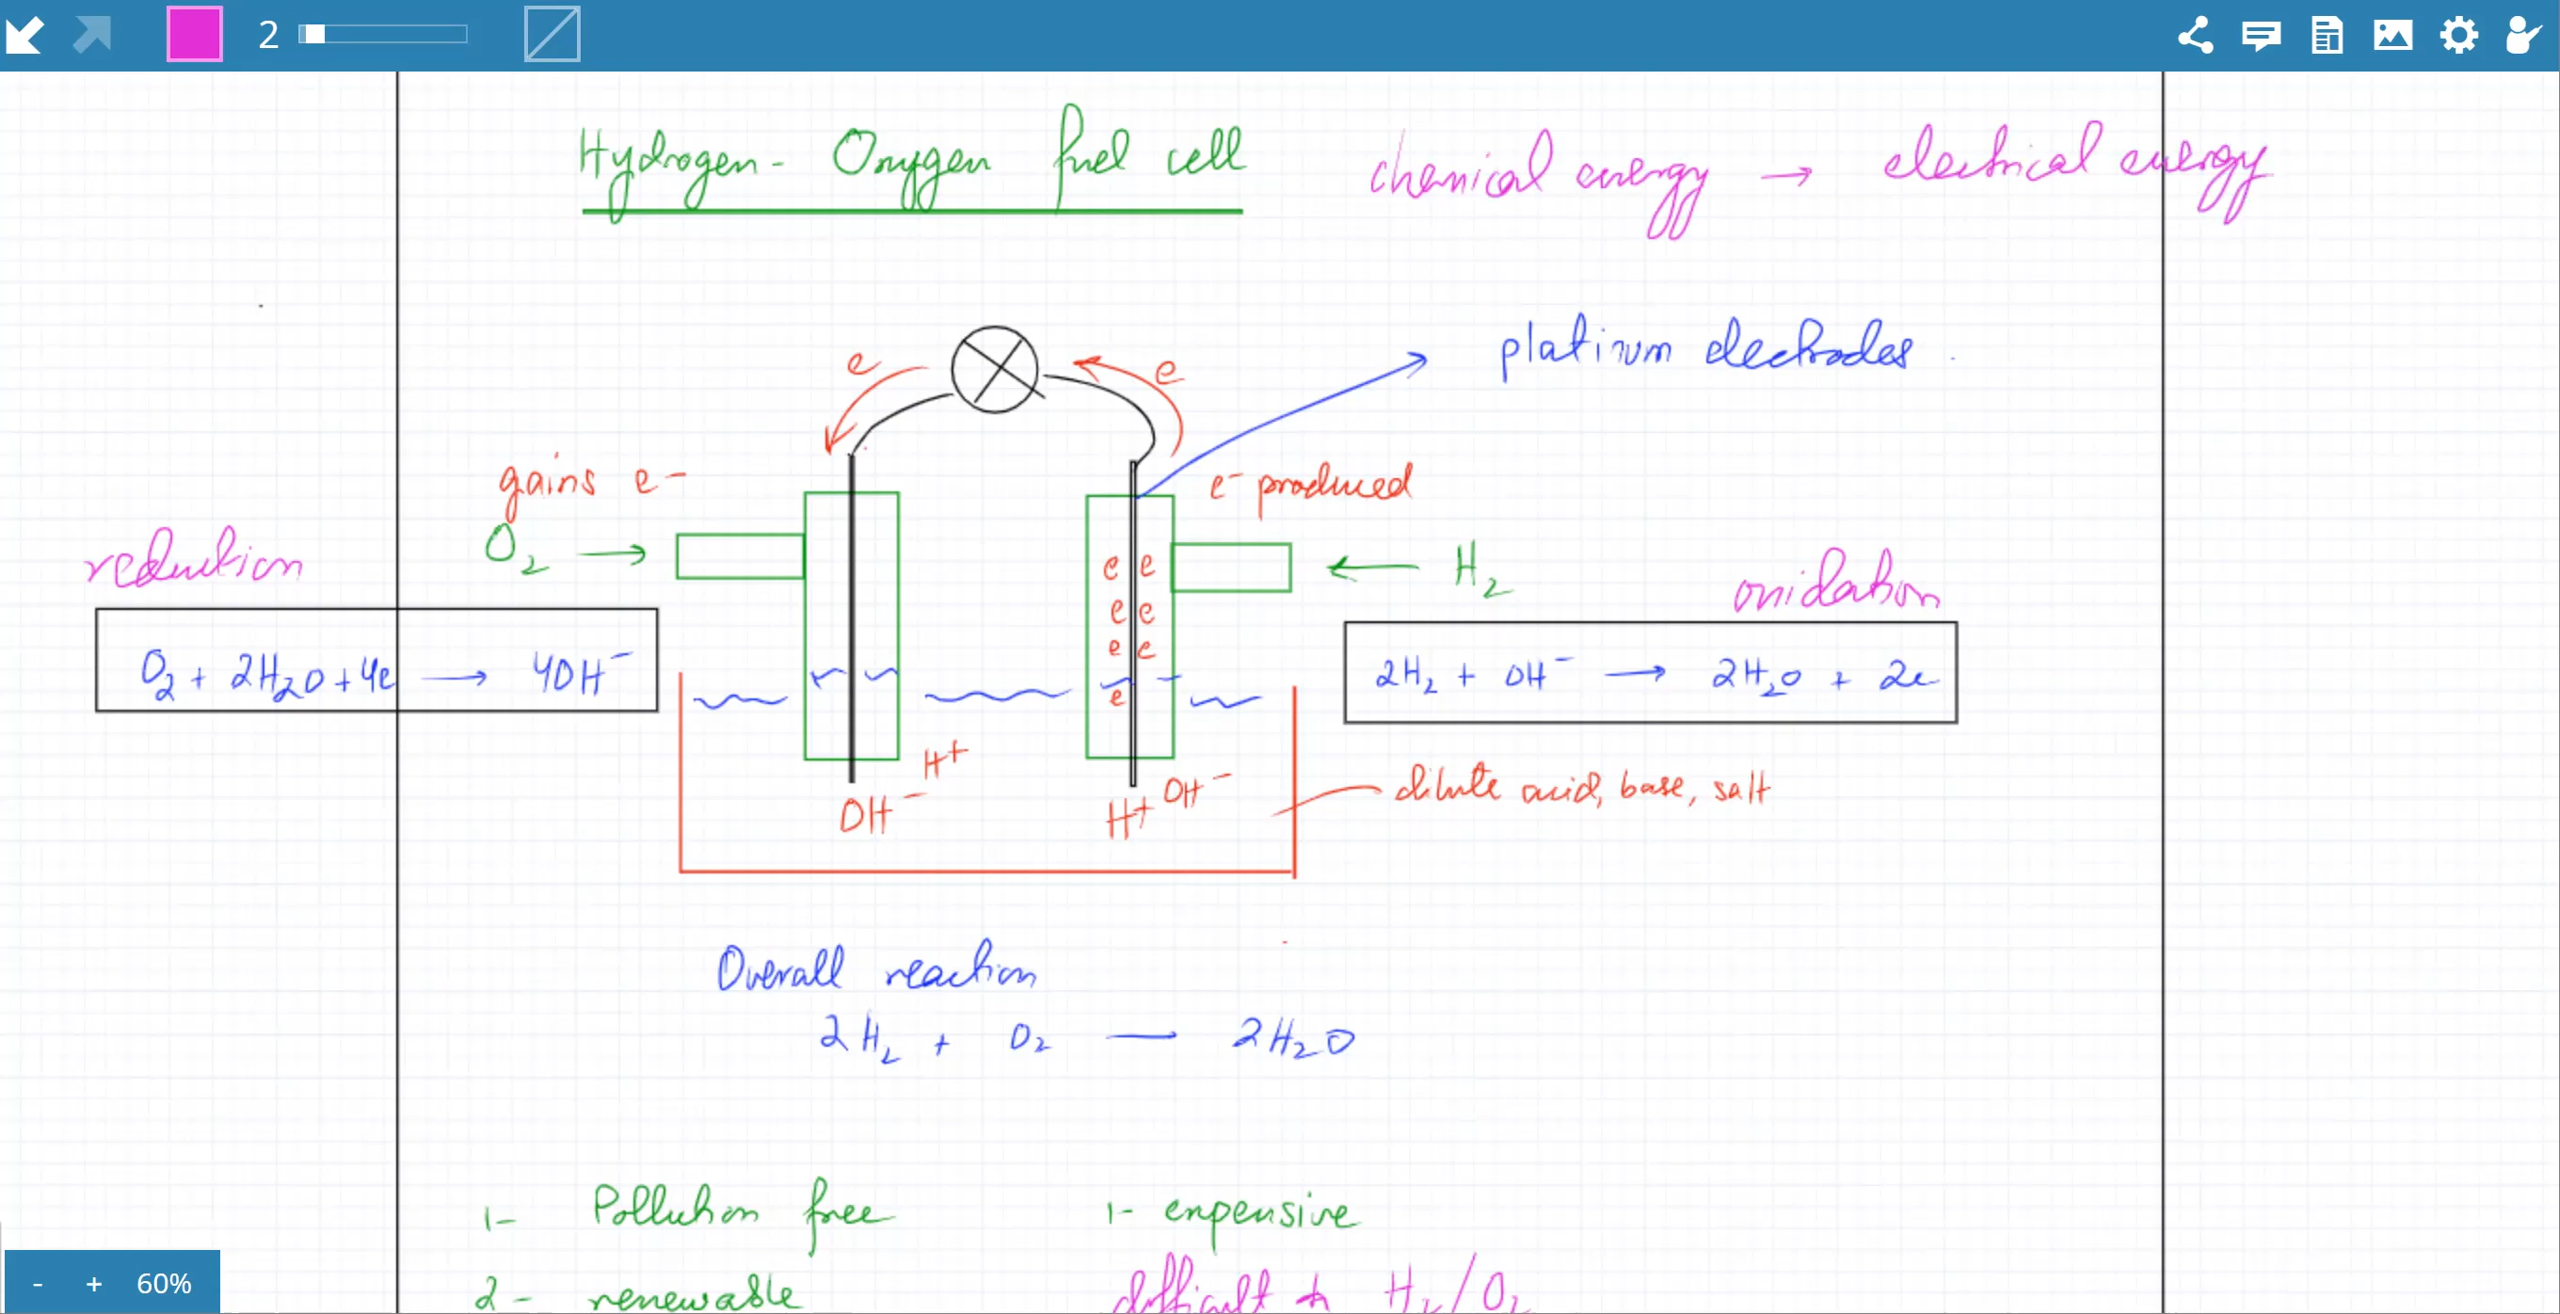 2
Hydrogen - Oxygen fuel cell
chemical energy → electrical energy
platinum electrodes
e
e
gains e-
e- produced
O2 →
← H2
reduction
oxidation
O2 + 2H2O + 4e → 4OH-
2H2 + OH- → 2H2O + 2e
e e
e e
e e
e
H+
OH-
H+ OH-
dilute acid, base, salt
Overall reaction
2H2 + O2 — 2H2O
1- Pollution free
1- expensive
2- renewable
difficult to H2/O2
- + 60%